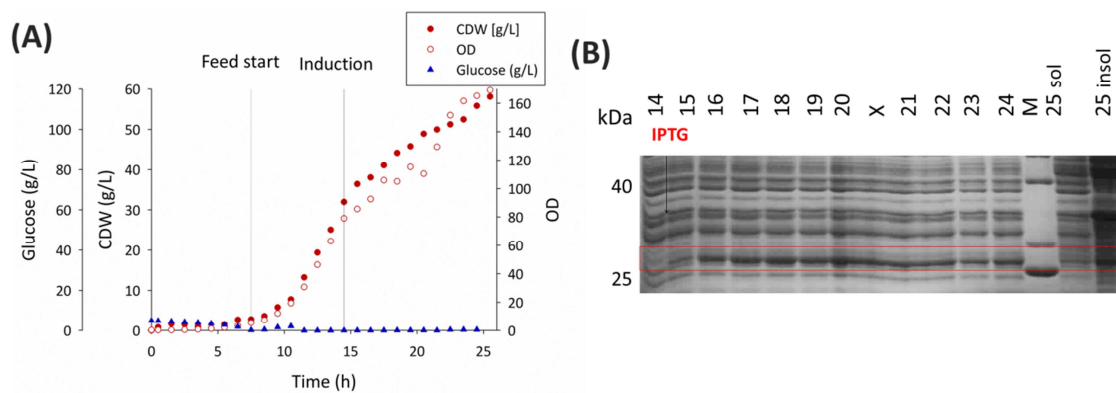 (A)
Feed start
Induction
CDW [g/L]
OD
Glucose (g/L)
120
100
80
60
40
20
0
Glucose (g/L)
60
50
40
30
20
10
0
CDW (g/L)
160
140
120
100
80
60
40
20
0
OD
0 5 10 15 20 25
Time (h)
(B)
kDa
14 15 16 17 18 19 20 X 21 22 23 24 M 25 sol 25 insol
IPTG
40
25